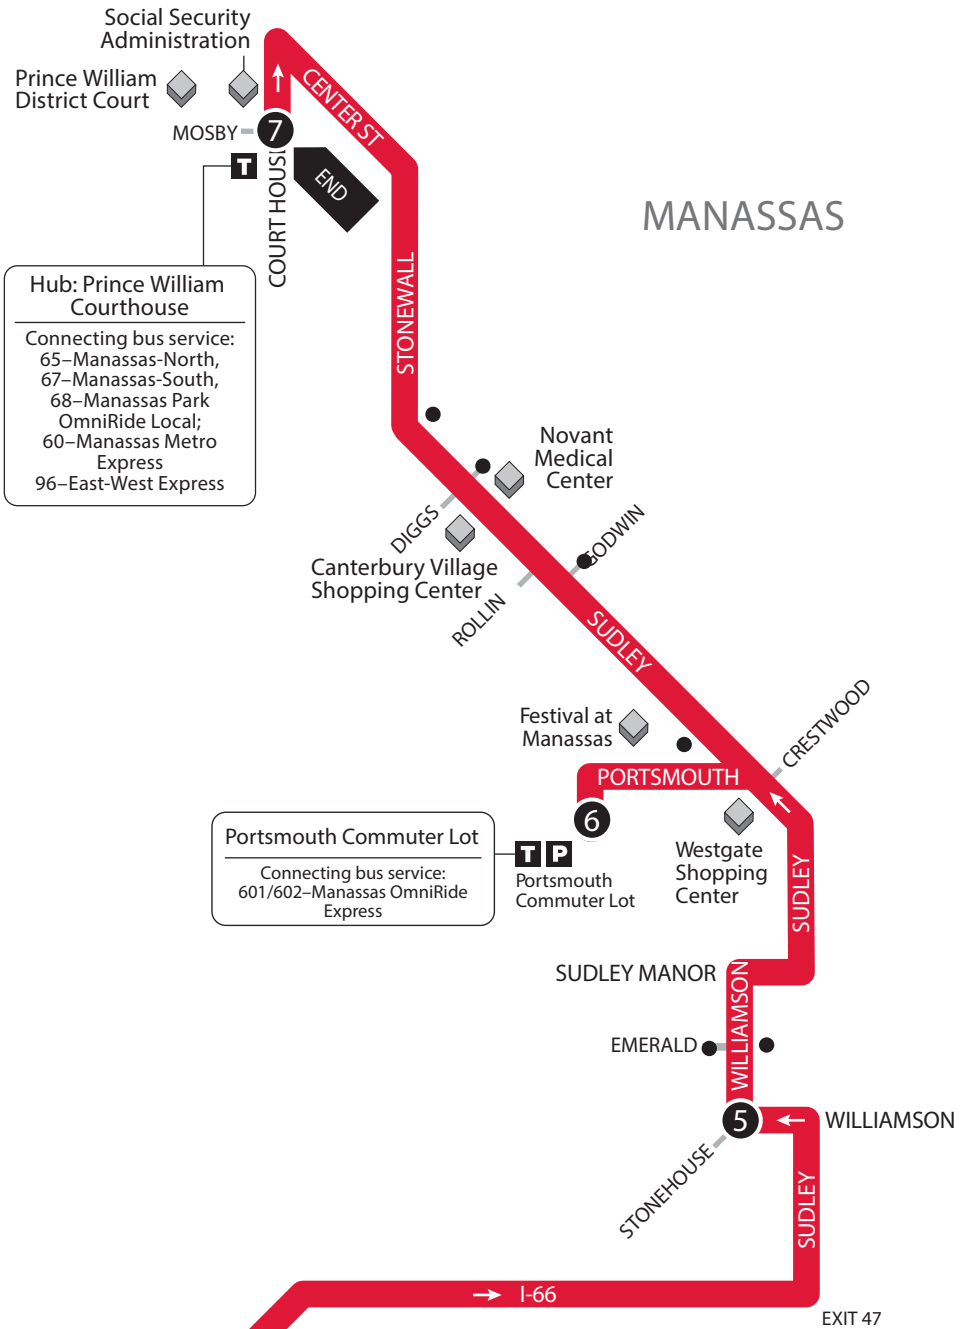 Social Security
Administration
Prince William
District Court
CENTER ST
MOSBY
7
T
COURT HOUS
END
MANASSAS
Hub: Prince William
Courthouse
Connecting bus service:
65–Manassas-North,
67–Manassas-South,
68–Manassas Park
OmniRide Local;
60–Manassas Metro
Express
96–East-West Express
STONEWALL
Novant
Medical
Center
DIGGS
GODWIN
Canterbury Village
Shopping Center
ROLLIN
SUDLEY
Festival at
Manassas
CRESTWOOD
PORTSMOUTH
6
Portsmouth Commuter Lot
Connecting bus service:
601/602–Manassas OmniRide
Express
T P
Portsmouth
Commuter Lot
Westgate
Shopping
Center
SUDLEY
SUDLEY MANOR
WILLIAMSON
EMERALD
5
WILLIAMSON
STONEHOUSE
SUDLEY
I-66
EXIT 47